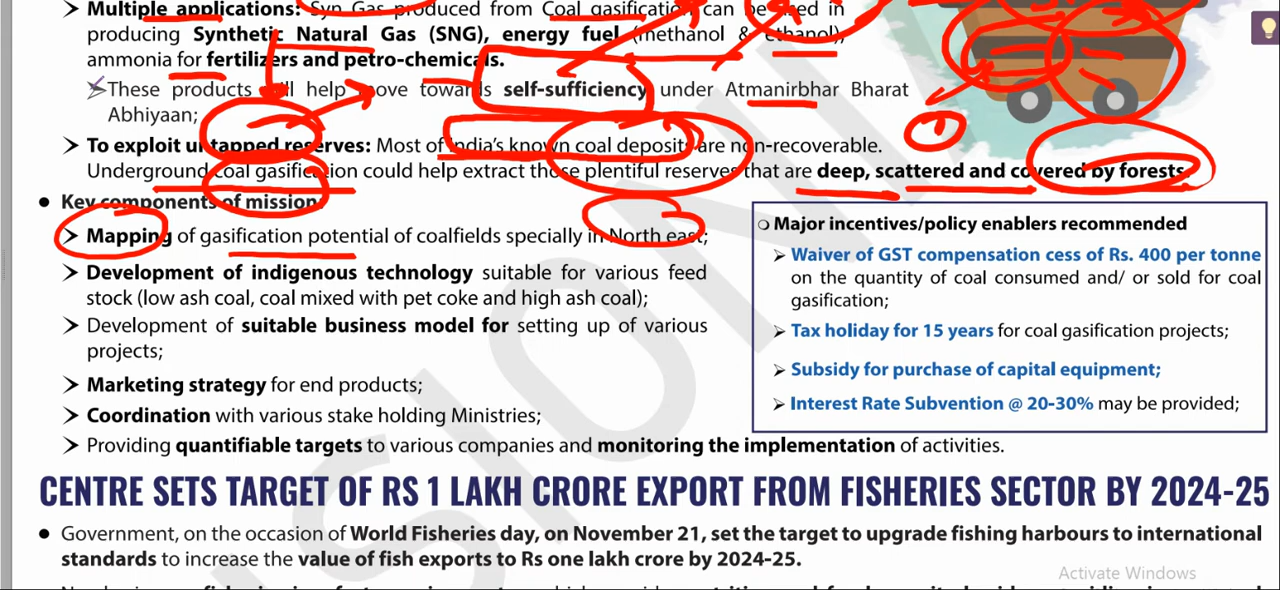 ➤ Multiple applications: Syn Gas produced from Coal gasification can be used in
producing Synthetic Natural Gas (SNG), energy fuel (methanol & ethanol),
ammonia for fertilizers and petro-chemicals.
These products will help move towards self-sufficiency under Atmanirbhar Bharat
Abhiyaan;
➤ To exploit untapped reserves: Most of India's known coal deposits are non-recoverable.
Underground coal gasification could help extract those plentiful reserves that are deep, scattered and covered by forests.
● Key components of mission
➤ Mapping of gasification potential of coalfields specially in North east;
➤ Development of indigenous technology suitable for various feed
stock (low ash coal, coal mixed with pet coke and high ash coal);
➤ Development of suitable business model for setting up of various
projects;
➤ Marketing strategy for end products;
➤ Coordination with various stake holding Ministries;
➤ Providing quantifiable targets to various companies and monitoring the implementation of activities.
○ Major incentives/policy enablers recommended
➤ Waiver of GST compensation cess of Rs. 400 per tonne
on the quantity of coal consumed and/ or sold for coal
gasification;
➤ Tax holiday for 15 years for coal gasification projects;
➤ Subsidy for purchase of capital equipment;
➤ Interest Rate Subvention @ 20-30% may be provided;
CENTRE SETS TARGET OF RS 1 LAKH CRORE EXPORT FROM FISHERIES SECTOR BY 2024-25
● Government, on the occasion of World Fisheries day, on November 21, set the target to upgrade fishing harbours to international
standards to increase the value of fish exports to Rs one lakh crore by 2024-25.
Activate Windows